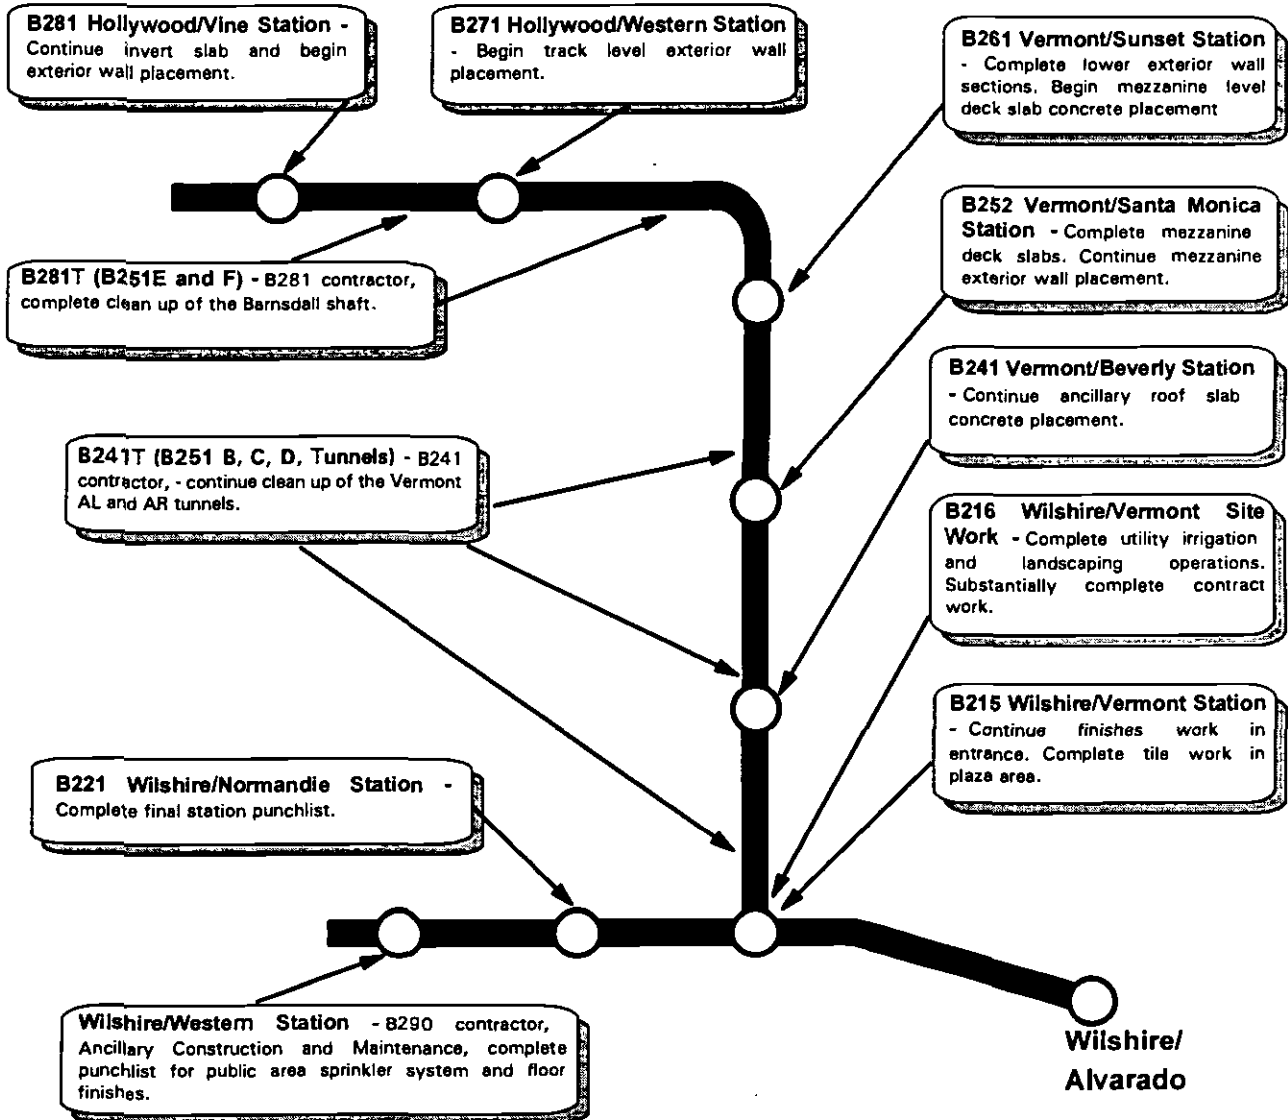 B281 Hollywood/Vine Station -
Continue invert slab and begin
exterior wall placement.
B271 Hollywood/Western Station
- Begin track level exterior wall
placement.
B261 Vermont/Sunset Station
- Complete lower exterior wall
sections. Begin mezzanine level
deck slab concrete placement
B252 Vermont/Santa Monica
Station - Complete mezzanine
deck slabs. Continue mezzanine
exterior wall placement.
B281T (B251E and F) - B281 contractor,
complete clean up of the Barnsdall shaft.
B241 Vermont/Beverly Station
- Continue ancillary roof slab
concrete placement.
B241T (B251 B, C, D, Tunnels) - B241
contractor, - continue clean up of the Vermont
AL and AR tunnels.
B216 Wilshire/Vermont Site
Work - Complete utility irrigation
and landscaping operations.
Substantially complete contract
work.
B215 Wilshire/Vermont Station
- Continue finishes work in
entrance. Complete tile work in
plaza area.
B221 Wilshire/Normandie Station -
Complete final station punchlist.
Wilshire/Western Station - B290 contractor,
Ancillary Construction and Maintenance, complete
punchlist for public area sprinkler system and floor
finishes.
Wilshire/
Alvarado